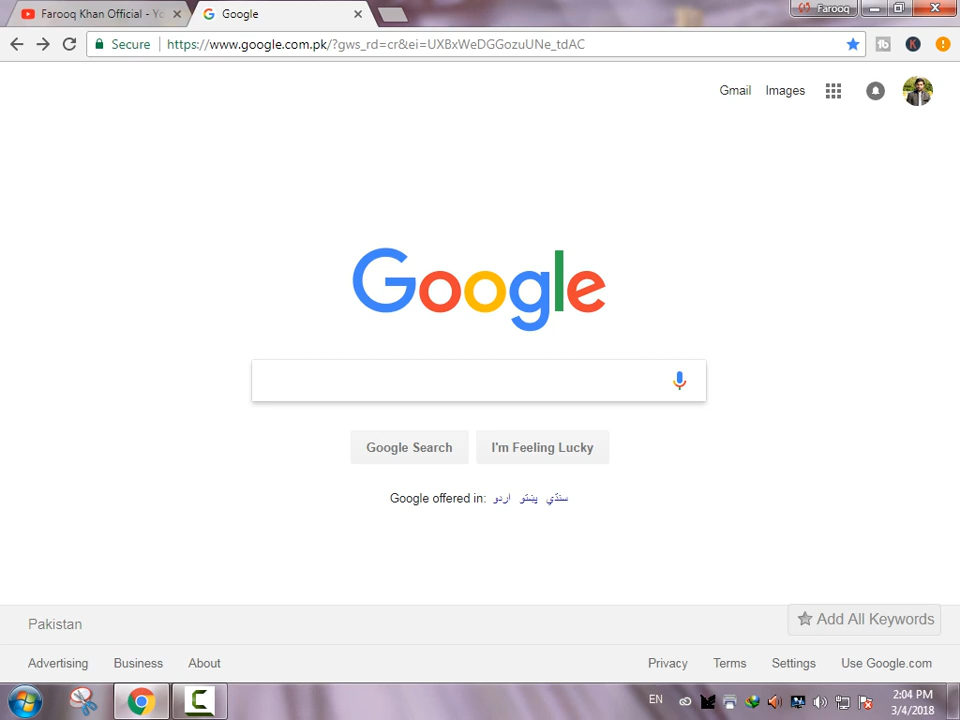 Farooq Khan Official - Yo
Google
Farooq
Secure
https://www.google.com.pk/?gws_rd=cr&ei=UXBxWeDGGozuUNe_tdAC
Gmail Images
Google
Google Search
I'm Feeling Lucky
Google offered in: اردو پښتو سنڌي
Pakistan
Add All Keywords
Advertising Business About
Privacy Terms Settings Use Google.com
EN
2:04 PM
3/4/2018